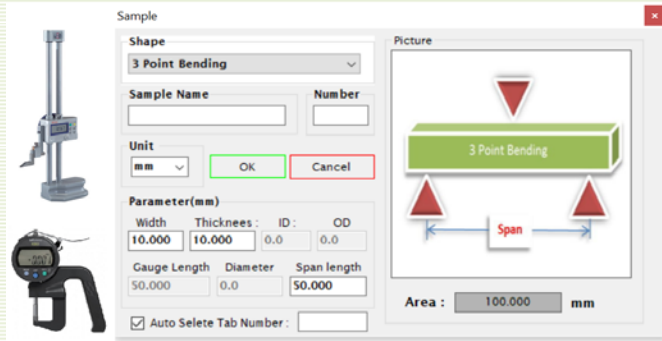 Sample
Shape
3 Point Bending
Sample Name
Number
Unit
mm
OK
Cancel
Parameter(mm)
Width Thicknees : ID : OD
10.000 10.000 0.0 0.0
Gauge Length Diameter Span length
50.000 0.0 50.000
Auto Selete Tab Number :
Picture
3 Point Bending
Span
Area : 100.000 mm